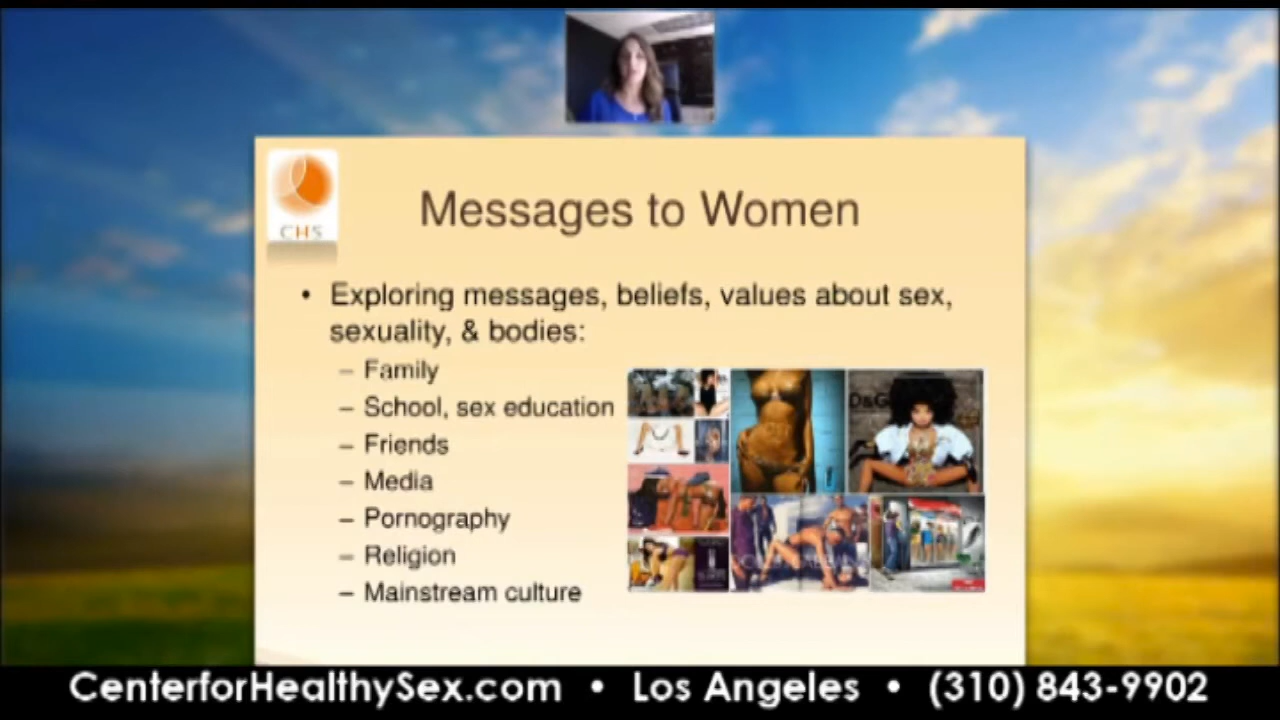 CHS
Messages to Women
• Exploring messages, beliefs, values about sex,
sexuality, & bodies:
– Family
– School, sex education
– Friends
– Media
– Pornography
– Religion
– Mainstream culture
D&G
CenterforHealthySex.com • Los Angeles • (310) 843-9902